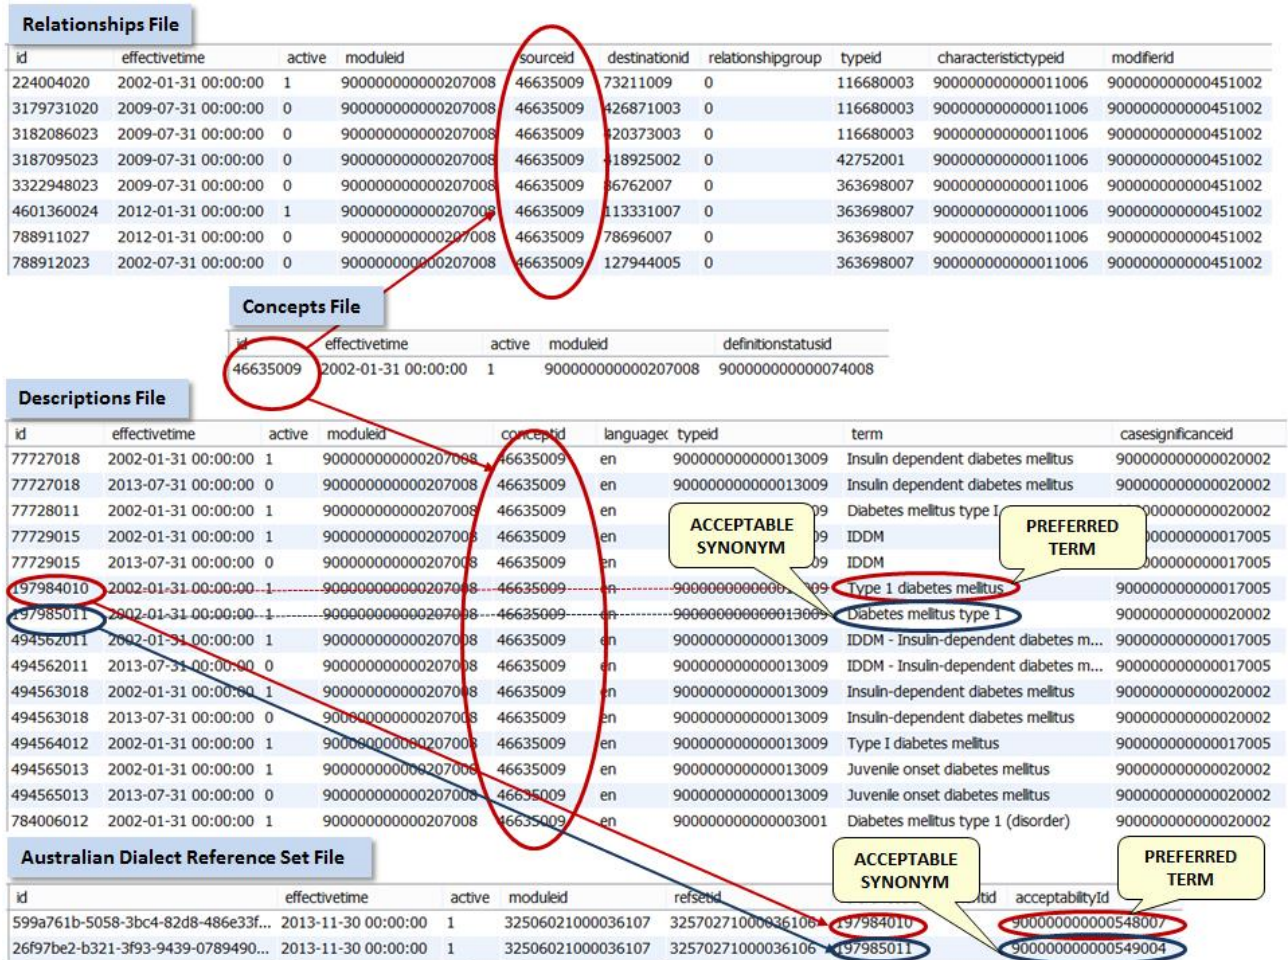 Relationships File
id effectivetime active moduleid sourceid destinationid relationshipgroup typeid characteristictypeid modifierid
224004020 2002-01-31 00:00:00 1 900000000000207008 46635009 73211009 0 116680003 900000000000011006 900000000000451002
3179731020 2009-07-31 00:00:00 0 900000000000207008 46635009 426871003 0 116680003 900000000000011006 900000000000451002
3182086023 2009-07-31 00:00:00 0 900000000000207008 46635009 420373003 0 116680003 900000000000011006 900000000000451002
3187095023 2009-07-31 00:00:00 0 900000000000207008 46635009 418925002 0 42752001 900000000000011006 900000000000451002
3322948023 2009-07-31 00:00:00 0 900000000000207008 46635009 86762007 0 363698007 900000000000011006 900000000000451002
4601360024 2012-01-31 00:00:00 1 900000000000207008 46635009 113331007 0 363698007 900000000000011006 900000000000451002
788911027 2012-01-31 00:00:00 0 900000000000207008 46635009 78696007 0 363698007 900000000000011006 900000000000451002
788912023 2002-07-31 00:00:00 0 900000000000207008 46635009 127944005 0 363698007 900000000000011006 900000000000451002
Concepts File
id effectivetime active moduleid definitionstatusid
46635009 2002-01-31 00:00:00 1 900000000000207008 900000000000074008
Descriptions File
id effectivetime active moduleid conceptid languagec typeid term casesignificanceid
77727018 2002-01-31 00:00:00 1 900000000000207008 46635009 en 900000000000013009 Insulin dependent diabetes mellitus 900000000000020002
77727018 2013-07-31 00:00:00 0 900000000000207008 46635009 en 900000000000013009 Insulin dependent diabetes mellitus 900000000000020002
77728011 2002-01-31 00:00:00 1 900000000000207008 46635009 en Diabetes mellitus type I
77729015 2002-01-31 00:00:00 1 900000000000207008 46635009 en IDDM
77729015 2013-07-31 00:00:00 0 900000000000207008 46635009 en IDDM
ACCEPTABLE SYNONYM
PREFERRED TERM
197984010 2002-01-31 00:00:00 1 900000000000207008 46635009 en Type 1 diabetes mellitus 900000000000017005
197985011 2002-01-31 00:00:00 1 900000000000207008 46635009 en 900000000000013009 Diabetes mellitus type 1 900000000000020002
494562011 2002-01-31 00:00:00 1 900000000000207008 46635009 en 900000000000013009 IDDM - Insulin-dependent diabetes m... 900000000000017005
494562011 2013-07-31 00:00:00 0 900000000000207008 46635009 en 900000000000013009 IDDM - Insulin-dependent diabetes m... 900000000000017005
494563018 2002-01-31 00:00:00 1 900000000000207008 46635009 en 900000000000013009 Insulin-dependent diabetes mellitus 900000000000020002
494563018 2013-07-31 00:00:00 0 900000000000207008 46635009 en 900000000000013009 Insulin-dependent diabetes mellitus 900000000000020002
494564012 2002-01-31 00:00:00 1 900000000000207008 46635009 en 900000000000013009 Type I diabetes mellitus 900000000000017005
494565013 2002-01-31 00:00:00 1 900000000000207008 46635009 en 900000000000013009 Juvenile onset diabetes mellitus 900000000000020002
494565013 2013-07-31 00:00:00 0 900000000000207008 46635009 en 900000000000013009 Juvenile onset diabetes mellitus 900000000000020002
784006012 2002-01-31 00:00:00 1 900000000000207008 46635009 en 900000000000003001 Diabetes mellitus type 1 (disorder) 900000000000020002
Australian Dialect Reference Set File
ACCEPTABLE SYNONYM
PREFERRED TERM
id effectivetime active moduleid refsetid acceptabilityId
599a761b-5058-3bc4-82d8-486e33f... 2013-11-30 00:00:00 1 32506021000036107 32570271000036106 197984010 900000000000548007
26f97be2-b321-3f93-9439-0789490... 2013-11-30 00:00:00 1 32506021000036107 32570271000036106 197985011 900000000000549004